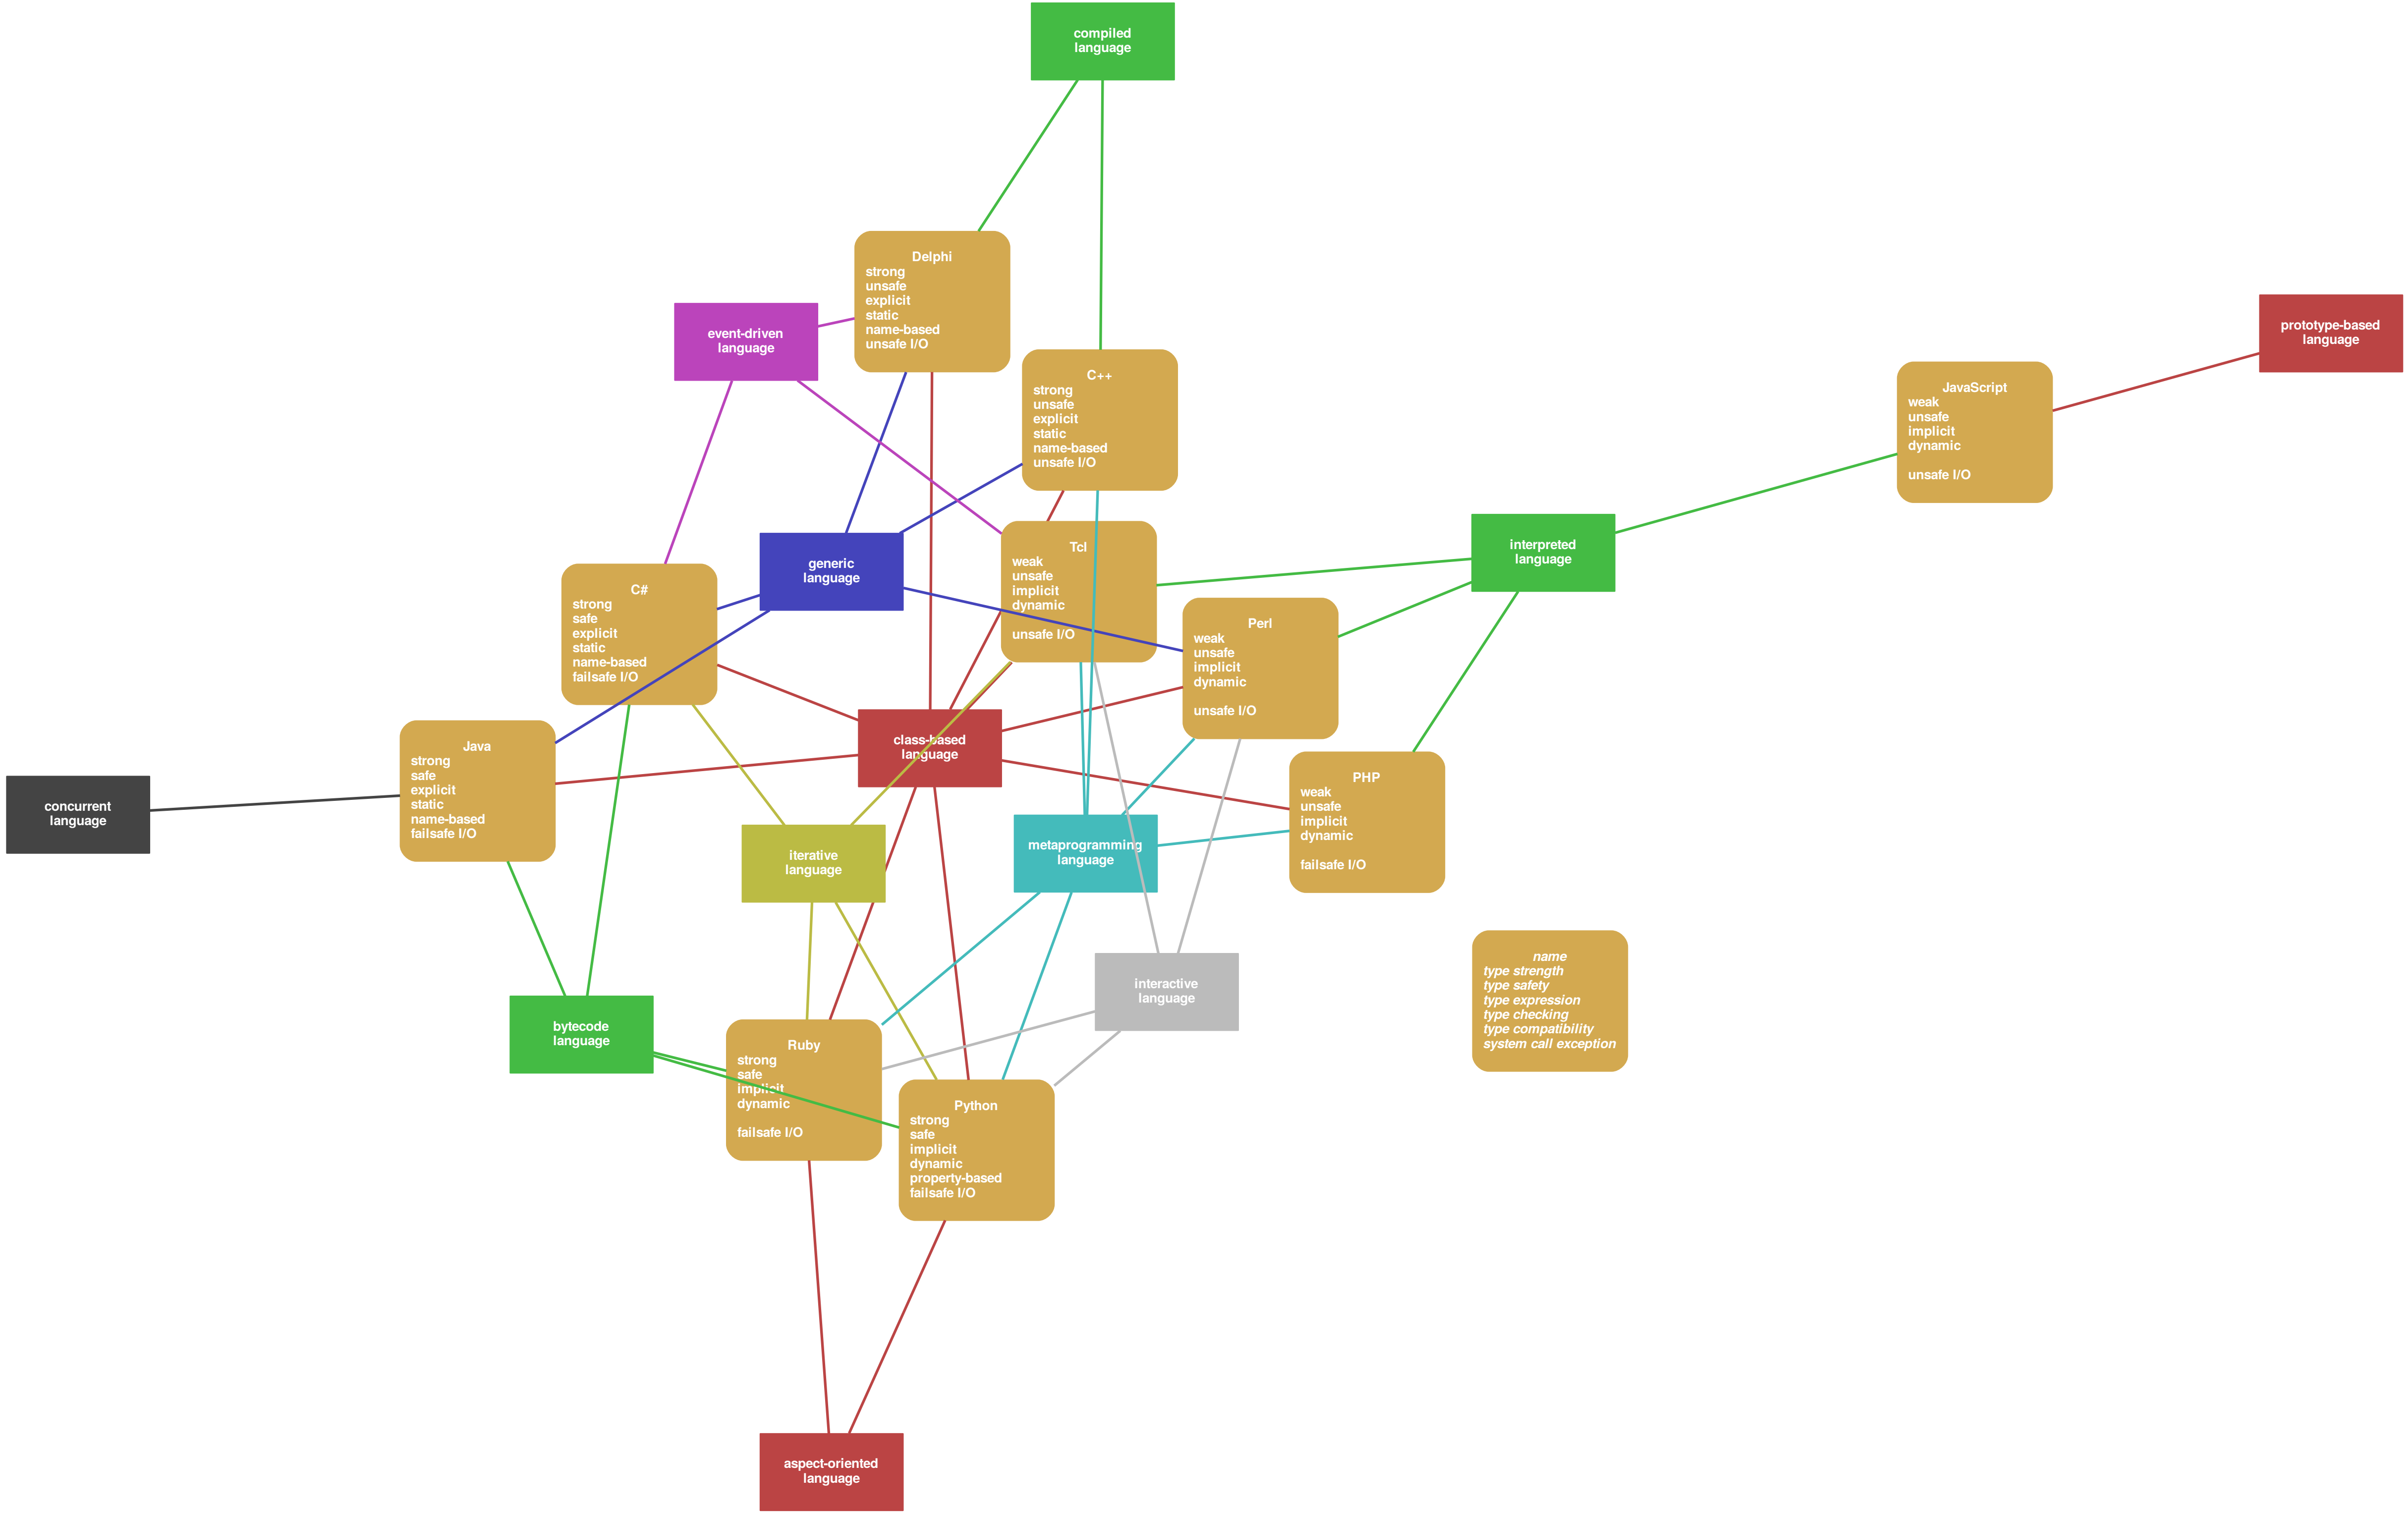 compiled
language
Delphi
strong
unsafe
explicit
static
name-based
unsafe I/O
event-driven
language
prototype-based
language
C++
strong
unsafe
explicit
static
name-based
unsafe I/O
JavaScript
weak
unsafe
implicit
dynamic
unsafe I/O
generic
language
Tcl
weak
unsafe
implicit
dynamic
unsafe I/O
interpreted
language
C#
strong
safe
explicit
static
name-based
failsafe I/O
Perl
weak
unsafe
implicit
dynamic
unsafe I/O
class-based
language
Java
strong
safe
explicit
static
name-based
failsafe I/O
PHP
weak
unsafe
implicit
dynamic
failsafe I/O
concurrent
language
iterative
language
metaprogramming
language
name
type strength
type safety
type expression
type checking
type compatibility
system call exception
interactive
language
bytecode
language
Ruby
strong
safe
implicit
dynamic
failsafe I/O
Python
strong
safe
implicit
dynamic
property-based
failsafe I/O
aspect-oriented
language